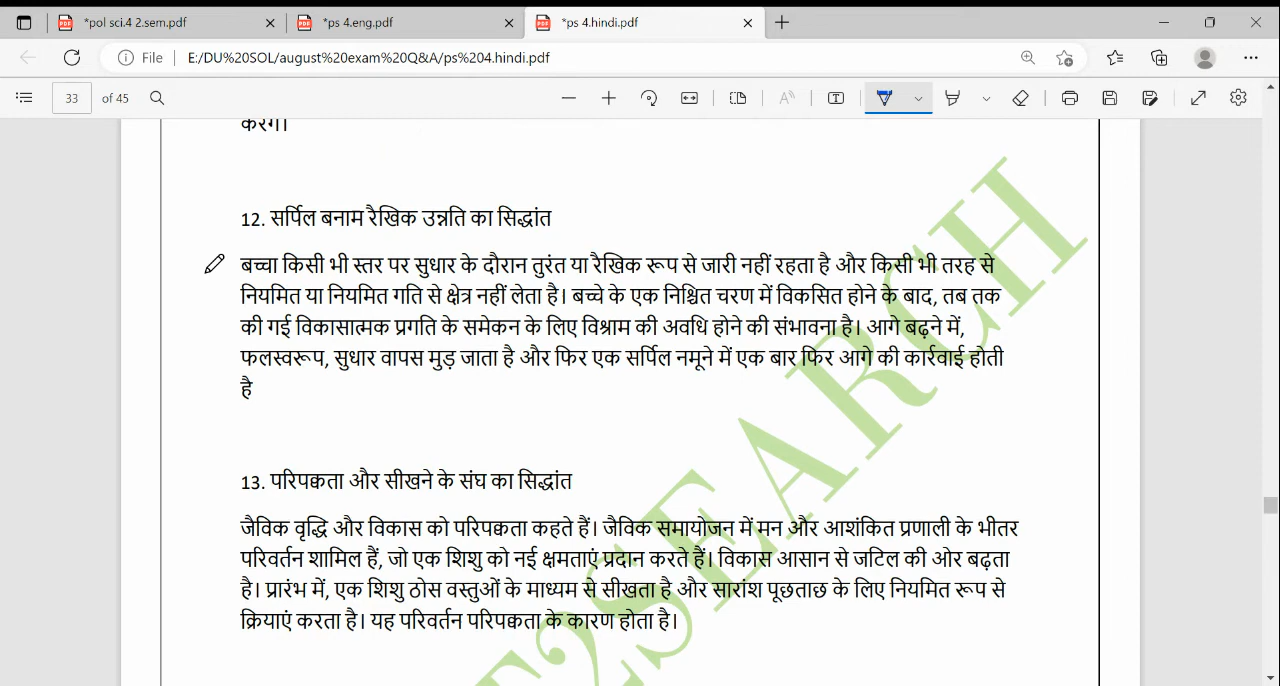 *pol sci.4 2.sem.pdf
*ps 4.eng.pdf
*ps 4.hindi.pdf
File E:/DU%20SOL/august%20exam%20Q&A/ps%204.hindi.pdf
33 of 45
करेगा
12. सर्पिल बनाम रैखिक उन्नति का सिद्धांत
बच्चा किसी भी स्तर पर सुधार के दौरान तुरंत या रैखिक रूप से जारी नहीं रहता है और किसी भी तरह से
नियमित या नियमित गति से क्षेत्र नहीं लेता है। बच्चे के एक निश्चित चरण में विकसित होने के बाद, तब तक
की गई विकासात्मक प्रगति के समेकन के लिए विश्राम की अवधि होने की संभावना है। आगे बढ़ने में,
फलस्वरूप, सुधार वापस मुड़ जाता है और फिर एक सर्पिल नमूने में एक बार फिर आगे की कार्रवाई होती
है
13. परिपक्वता और सीखने के संघ का सिद्धांत
जैविक वृद्धि और विकास को परिपक्वता कहते हैं। जैविक समायोजन में मन और आशंकित प्रणाली के भीतर
परिवर्तन शामिल हैं, जो एक शिशु को नई क्षमताएं प्रदान करते हैं। विकास आसान से जटिल की ओर बढ़ता
है। प्रारंभ में, एक शिशु ठोस वस्तुओं के माध्यम से सीखता है और सारांश पूछताछ के लिए नियमित रूप से
क्रियाएं करता है। यह परिवर्तन परिपक्वता के कारण होता है।
2SEARCH